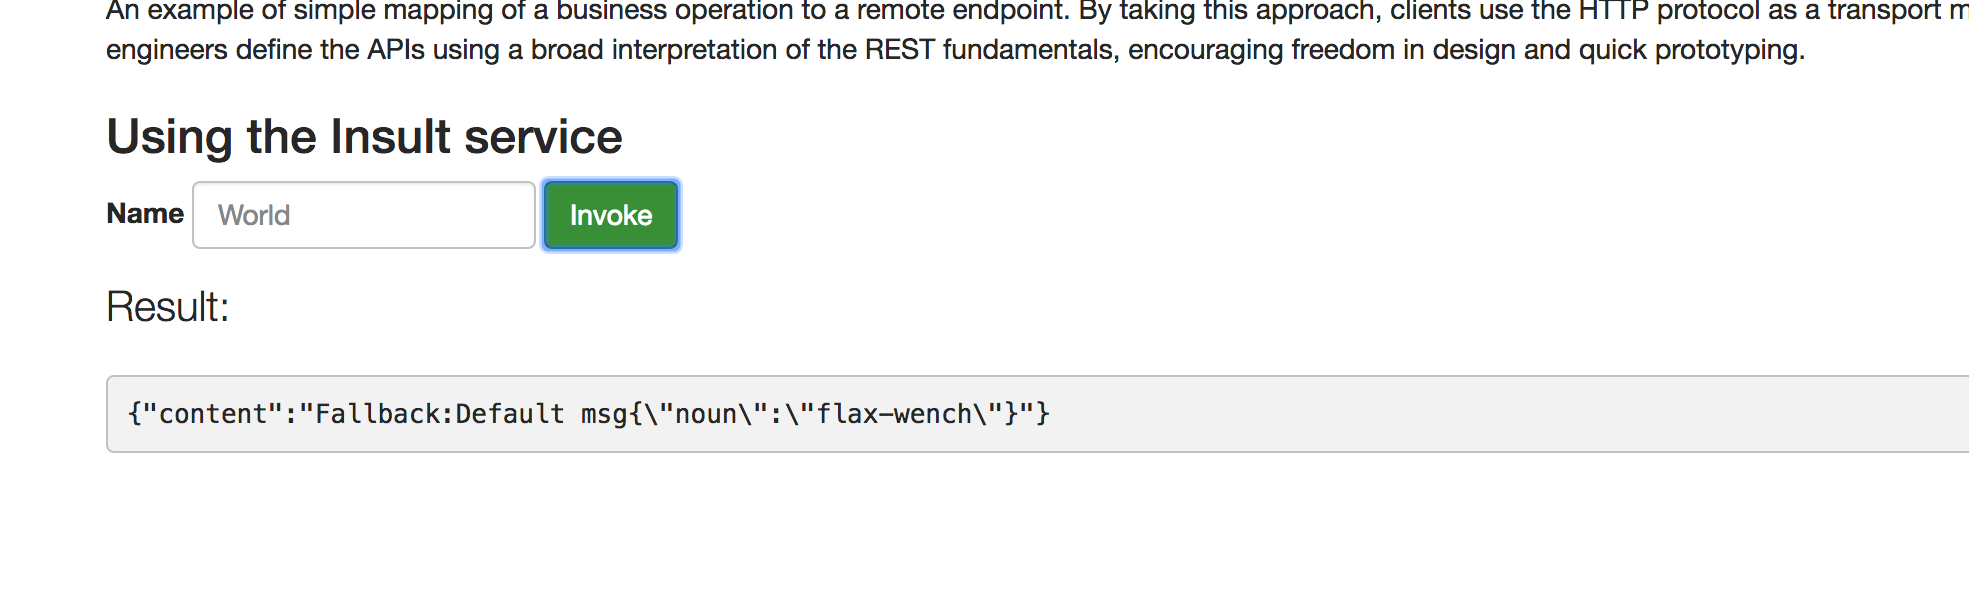 An example of simple mapping of a business operation to a remote endpoint. By taking this approach, clients use the HTTP protocol as a transport
engineers define the APIs using a broad interpretation of the REST fundamentals, encouraging freedom in design and quick prototyping.
Using the Insult service
Name World Invoke
Result:
{"content":"Fallback:Default msg{\"noun\":\"flax-wench\"}"}